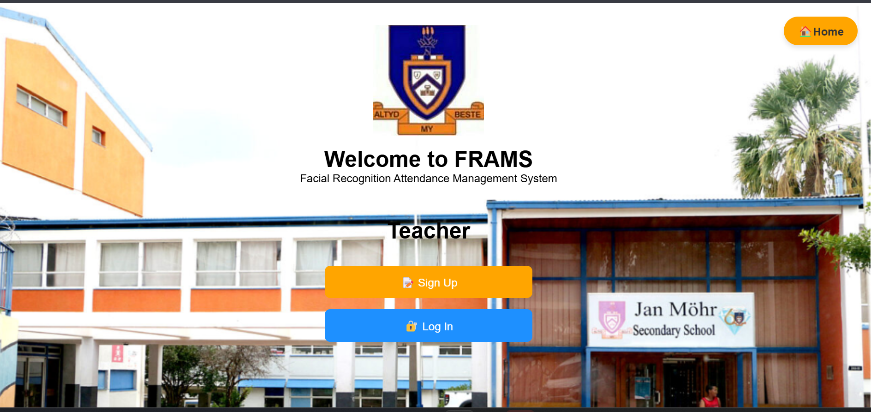 🏠Home
ALTYD BESTE
MY
Welcome to FRAMS
Facial Recognition Attendance Management System
Teacher
📝 Sign Up
🔐 Log In
Jan Möhr
Secondary School